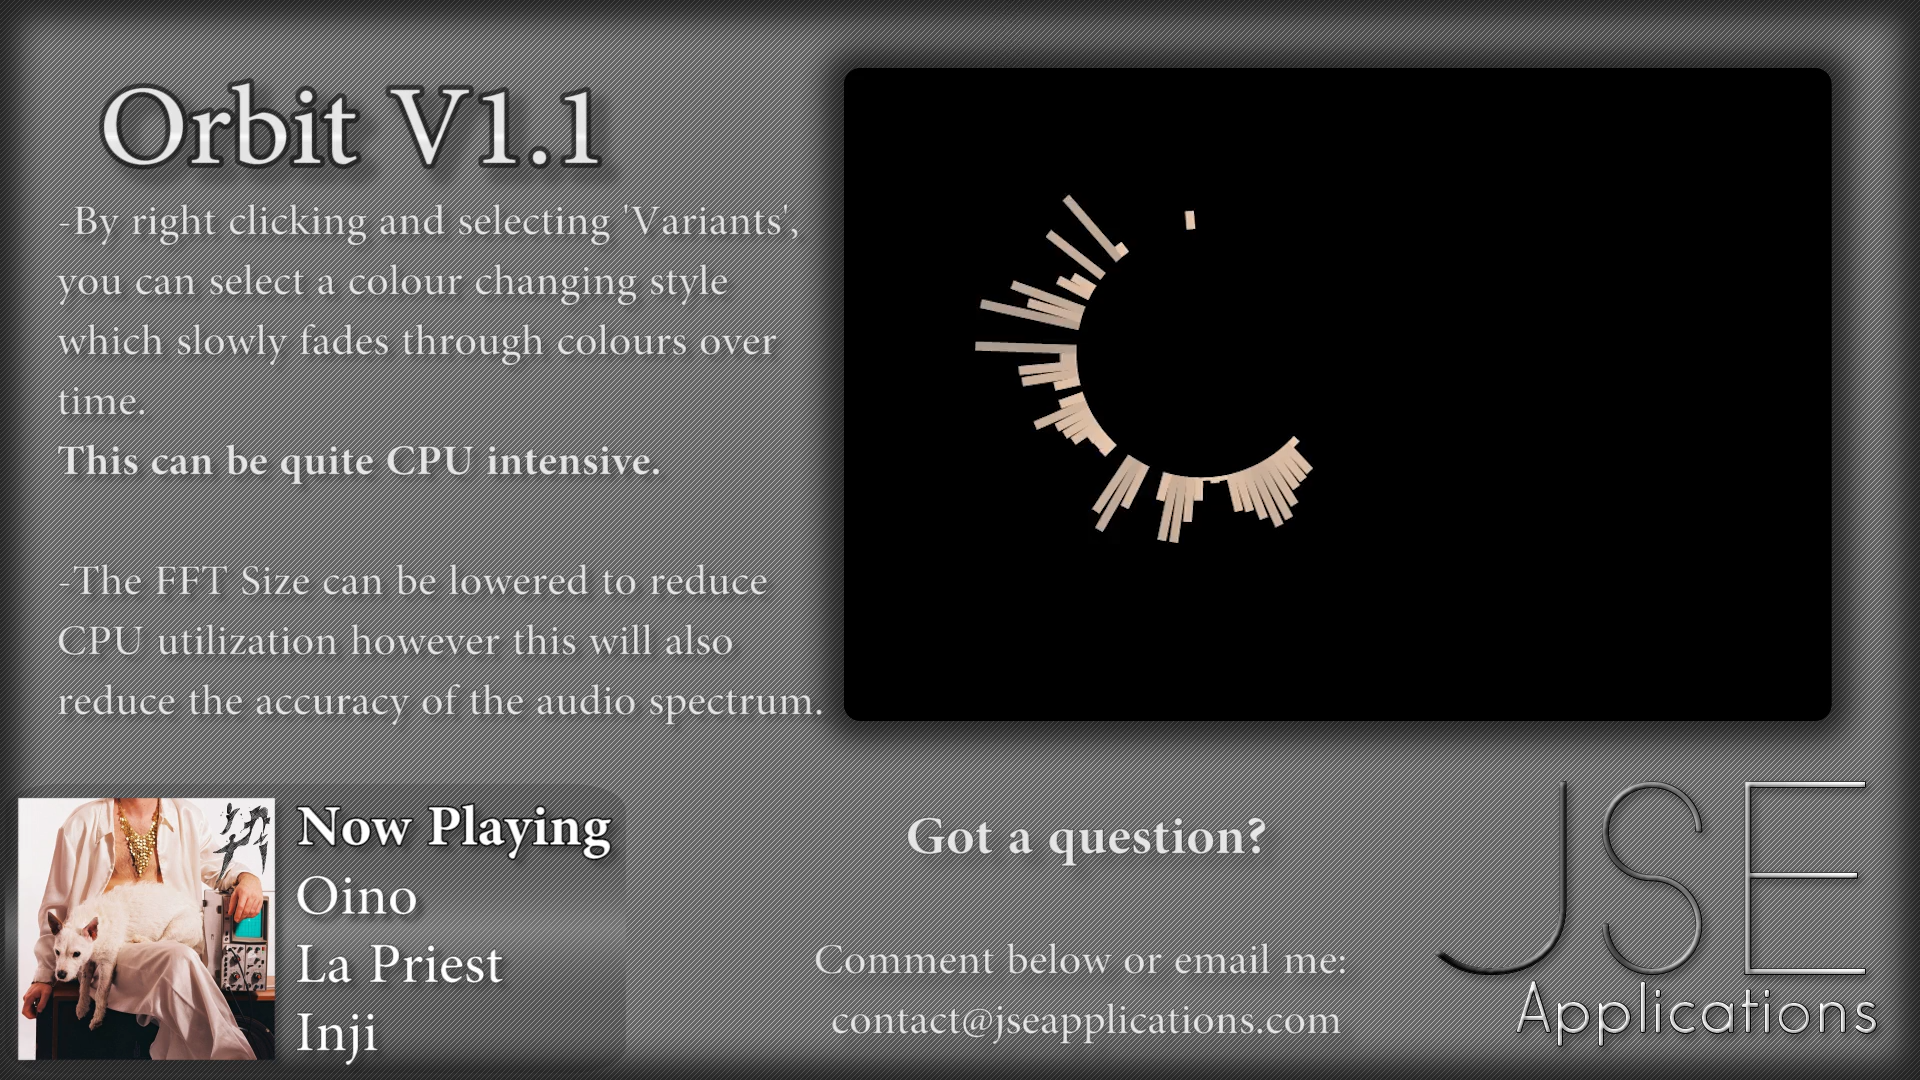 Orbit V1.1
-By right clicking and selecting 'Variants',
you can select a colour changing style
which slowly fades through colours over
time.
This can be quite CPU intensive.
-The FFT Size can be lowered to reduce
CPU utilization however this will also
reduce the accuracy of the audio spectrum.
Now Playing
Oino
La Priest
Inji
Got a question?
Comment below or email me:
contact@jseapplications.com
JSE
Applications